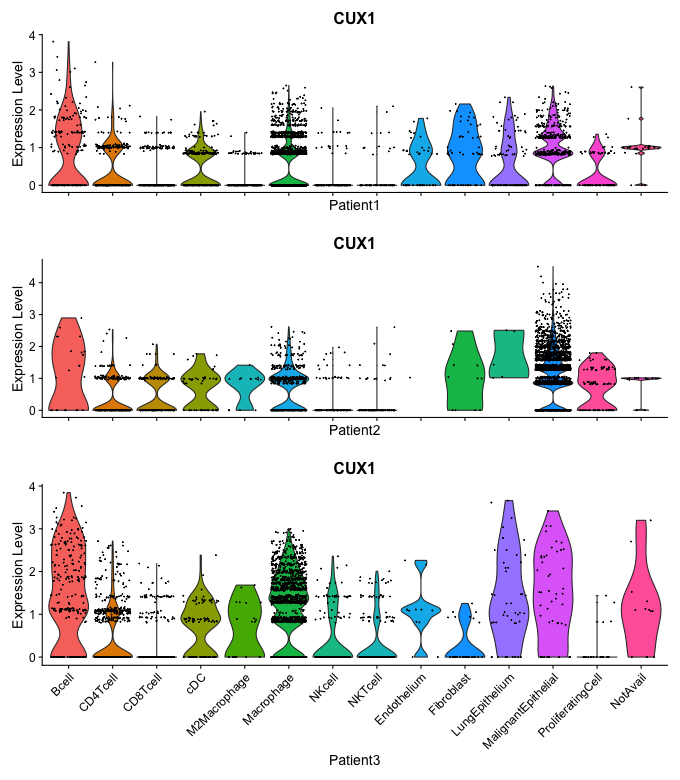 CUX1
Expression Level
4
3
2
1
0
Patient1
CUX1
Expression Level
4
3
2
1
0
Patient2
CUX1
Expression Level
4
3
2
1
0
Bcell
CD4Tcell
CD8Tcell
cDC
M2Macrophage
Macrophage
NKcell
NKTcell
Endothelium
Fibroblast
LungEpithelium
MalignantEpithelial
ProliferatingCell
NotAvail
Patient3